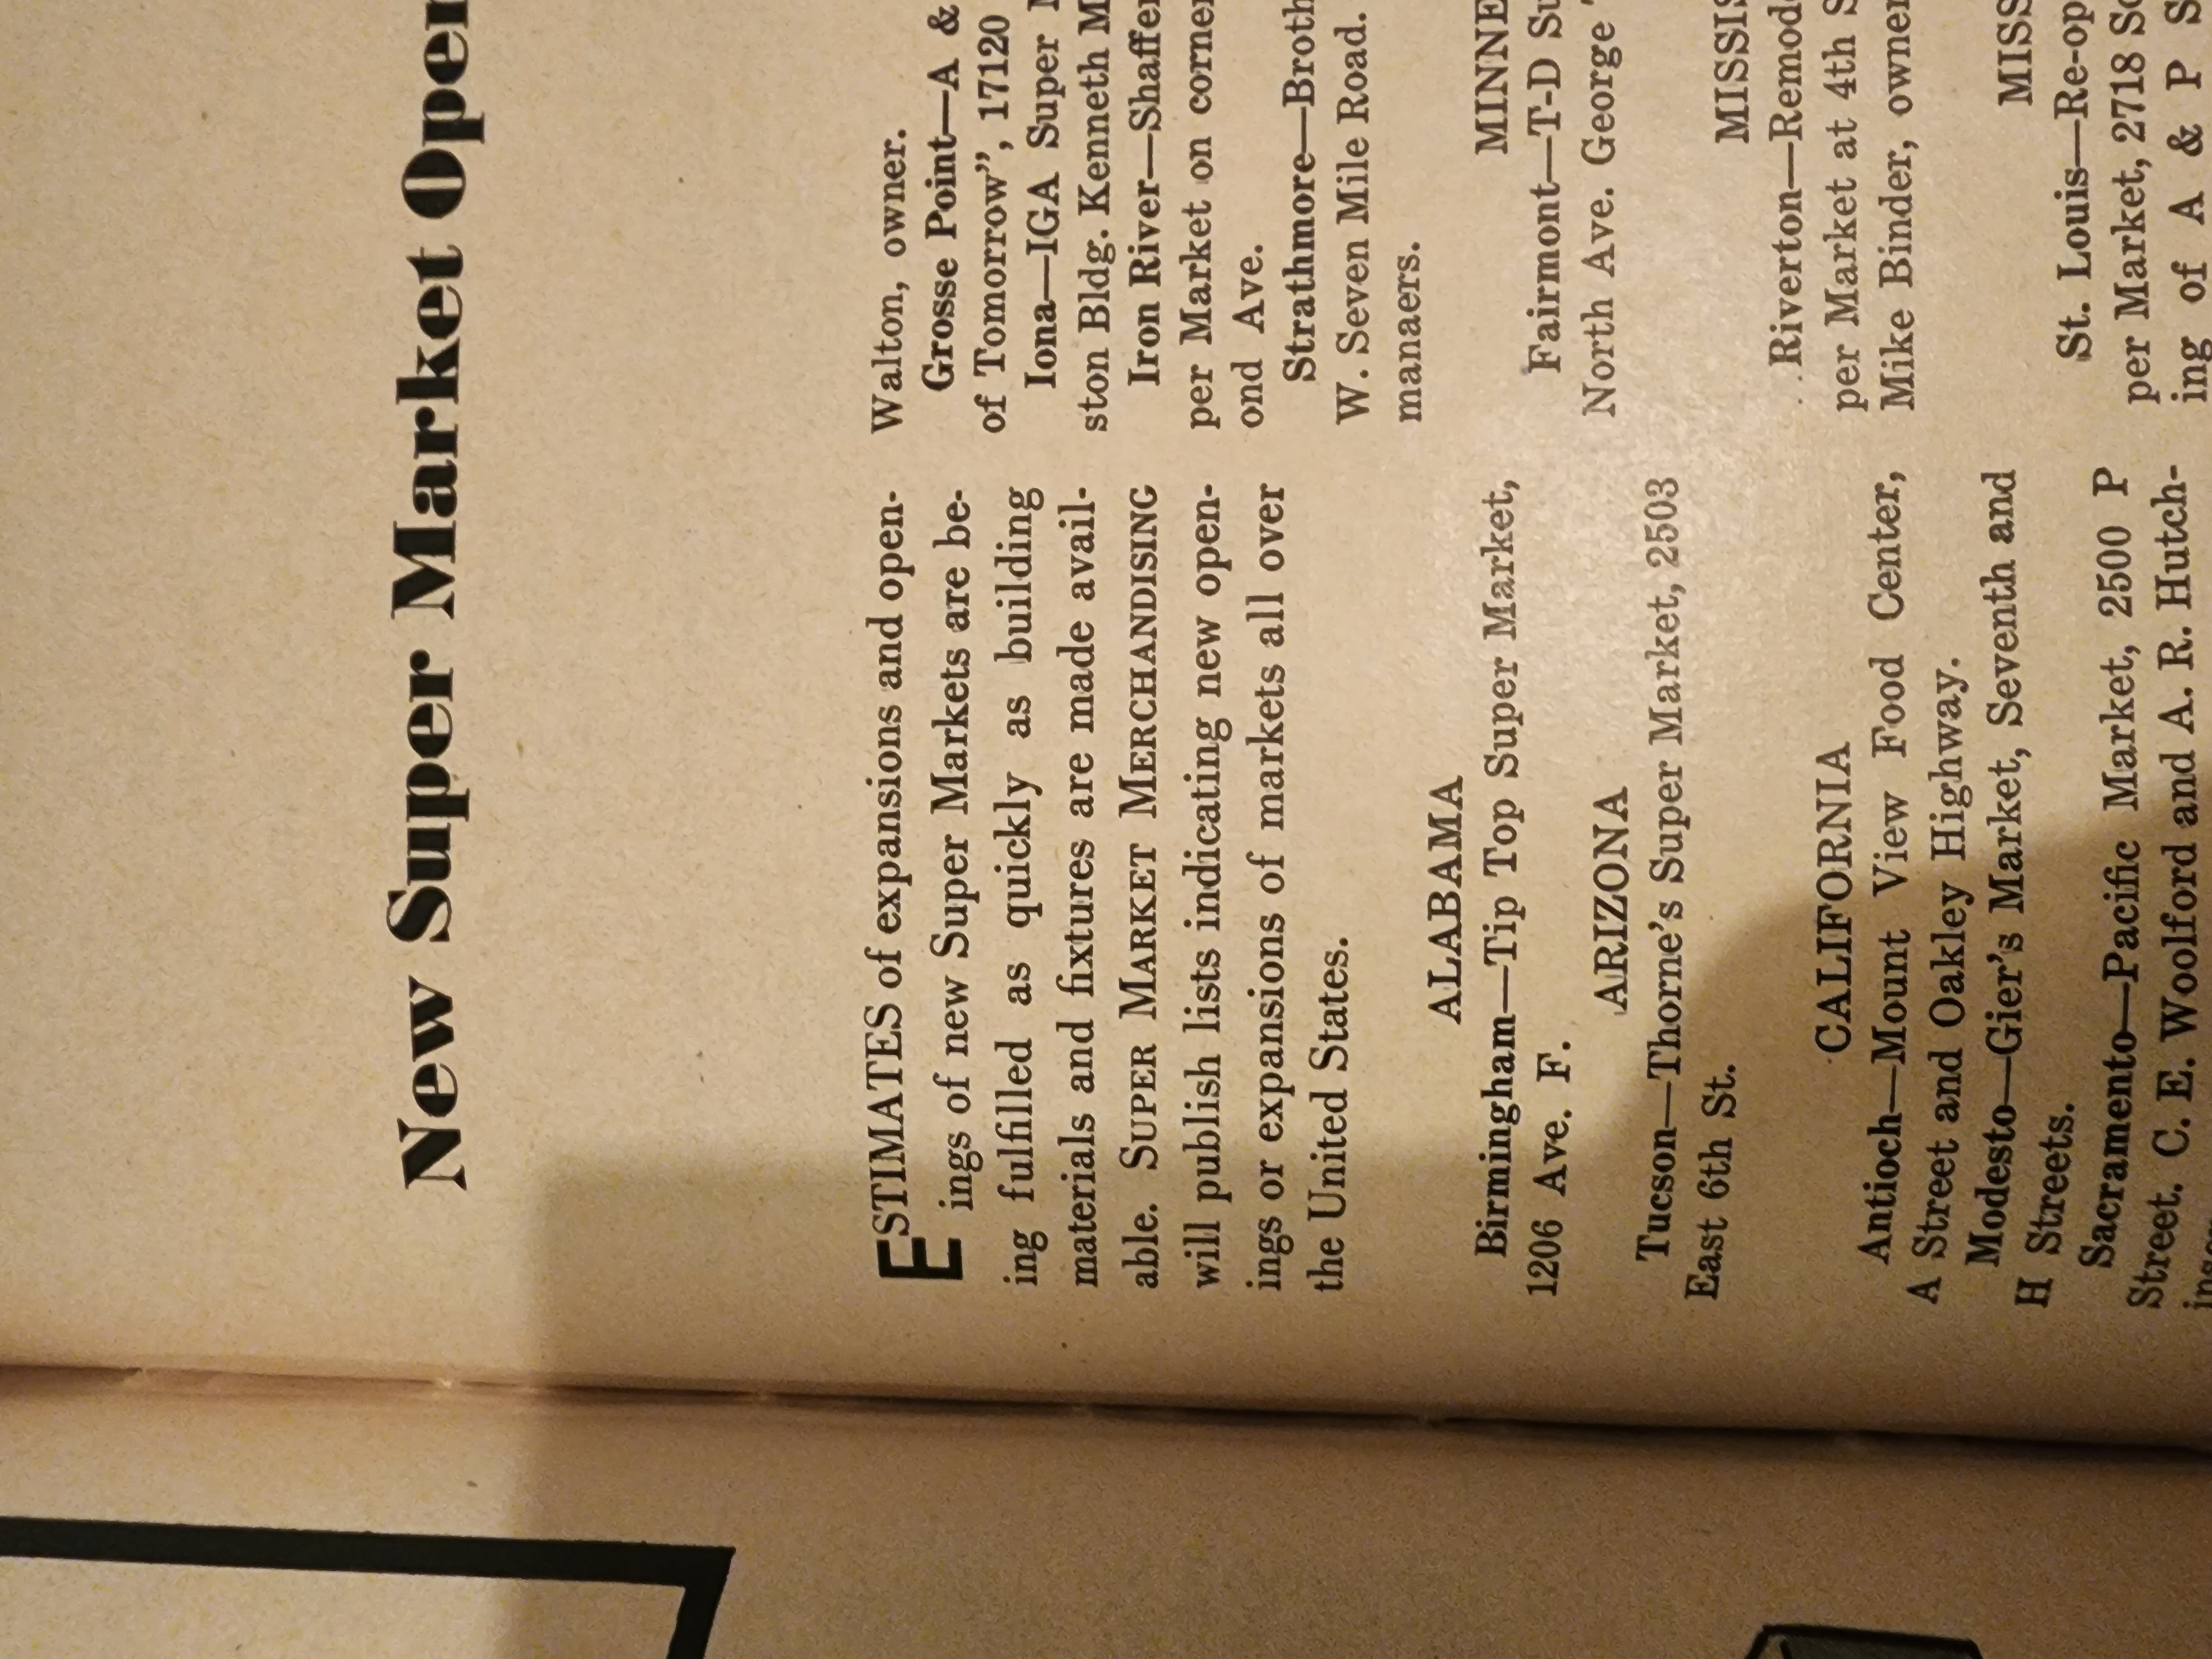 New Super Market Open
ESTIMATES of expansions and open-
ings of new Super Markets are be-
ing fulfilled as quickly as building
materials and fixtures are made avail-
able. SUPER MARKET MERCHANDISING
will publish lists indicating new open-
ings or expansions of markets all over
the United States.
ALABAMA
Birmingham—Tip Top Super Market,
1206 Ave. F.
ARIZONA
Tucson—Thorne's Super Market, 2503
East 6th St.
CALIFORNIA
Antioch—Mount View Food Center,
A Street and Oakley Highway.
Modesto—Gier's Market, Seventh and
H Streets.
Sacramento—Pacific Market, 2500 P
Street. C. E. Woolford and A. R. Hutch-
Walton, owner.
Grosse Point—A &
of Tomorrow", 17120
Iona—IGA Super
ston Bldg. Kenneth
Iron River—Shaffer
per Market on corner
ond Ave.
Strathmore—Broth
W. Seven Mile Road.
manaers.
MINNE
Fairmont—T-D Su
North Ave. George
MISSIS
Riverton—Remod
per Market at 4th S
Mike Binder, owner
MISS
St. Louis—Re-op
per Market, 2718 So
ing of A & P S